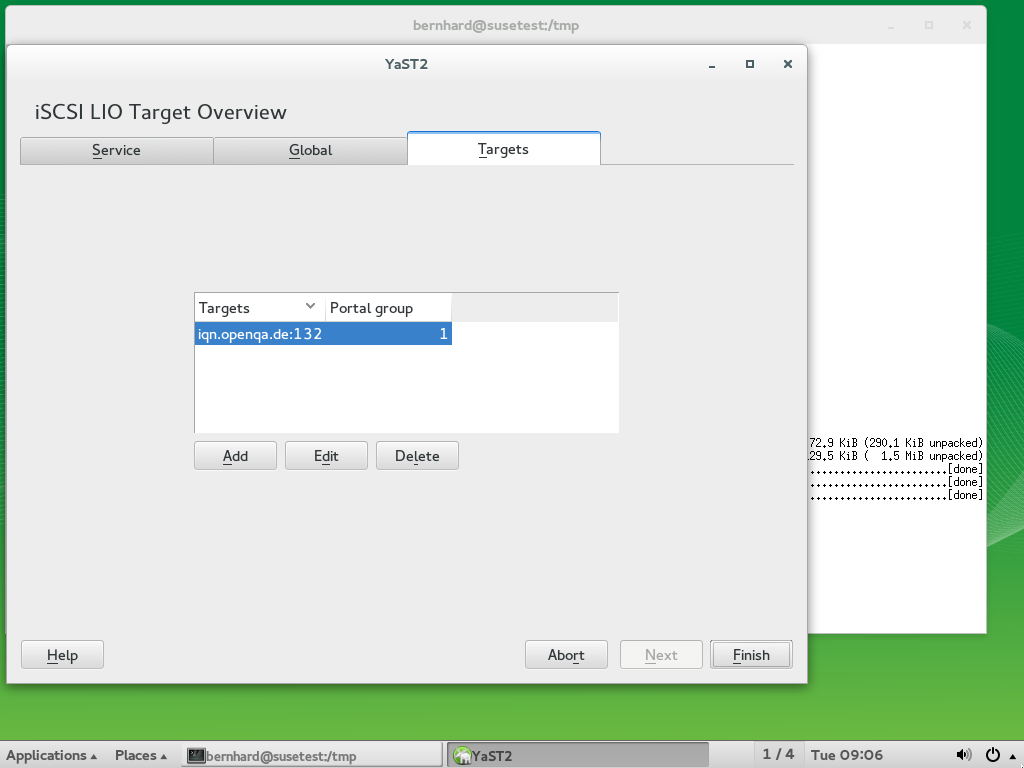 bernhard@susetest:/tmp
YaST2
iSCSI LIO Target Overview
Service Global Targets
Targets Portal group
iqn.openqa.de:132 1
Add Edit Delete
72.9 KiB (290.1 KiB unpacked)
29.5 KiB ( 1.5 MiB unpacked)
.....................[done]
.....................[done]
.....................[done]
Help Abort Next Finish
Applications Places bernhard@susetest:/tmp YaST2 1 / 4 Tue 09:06